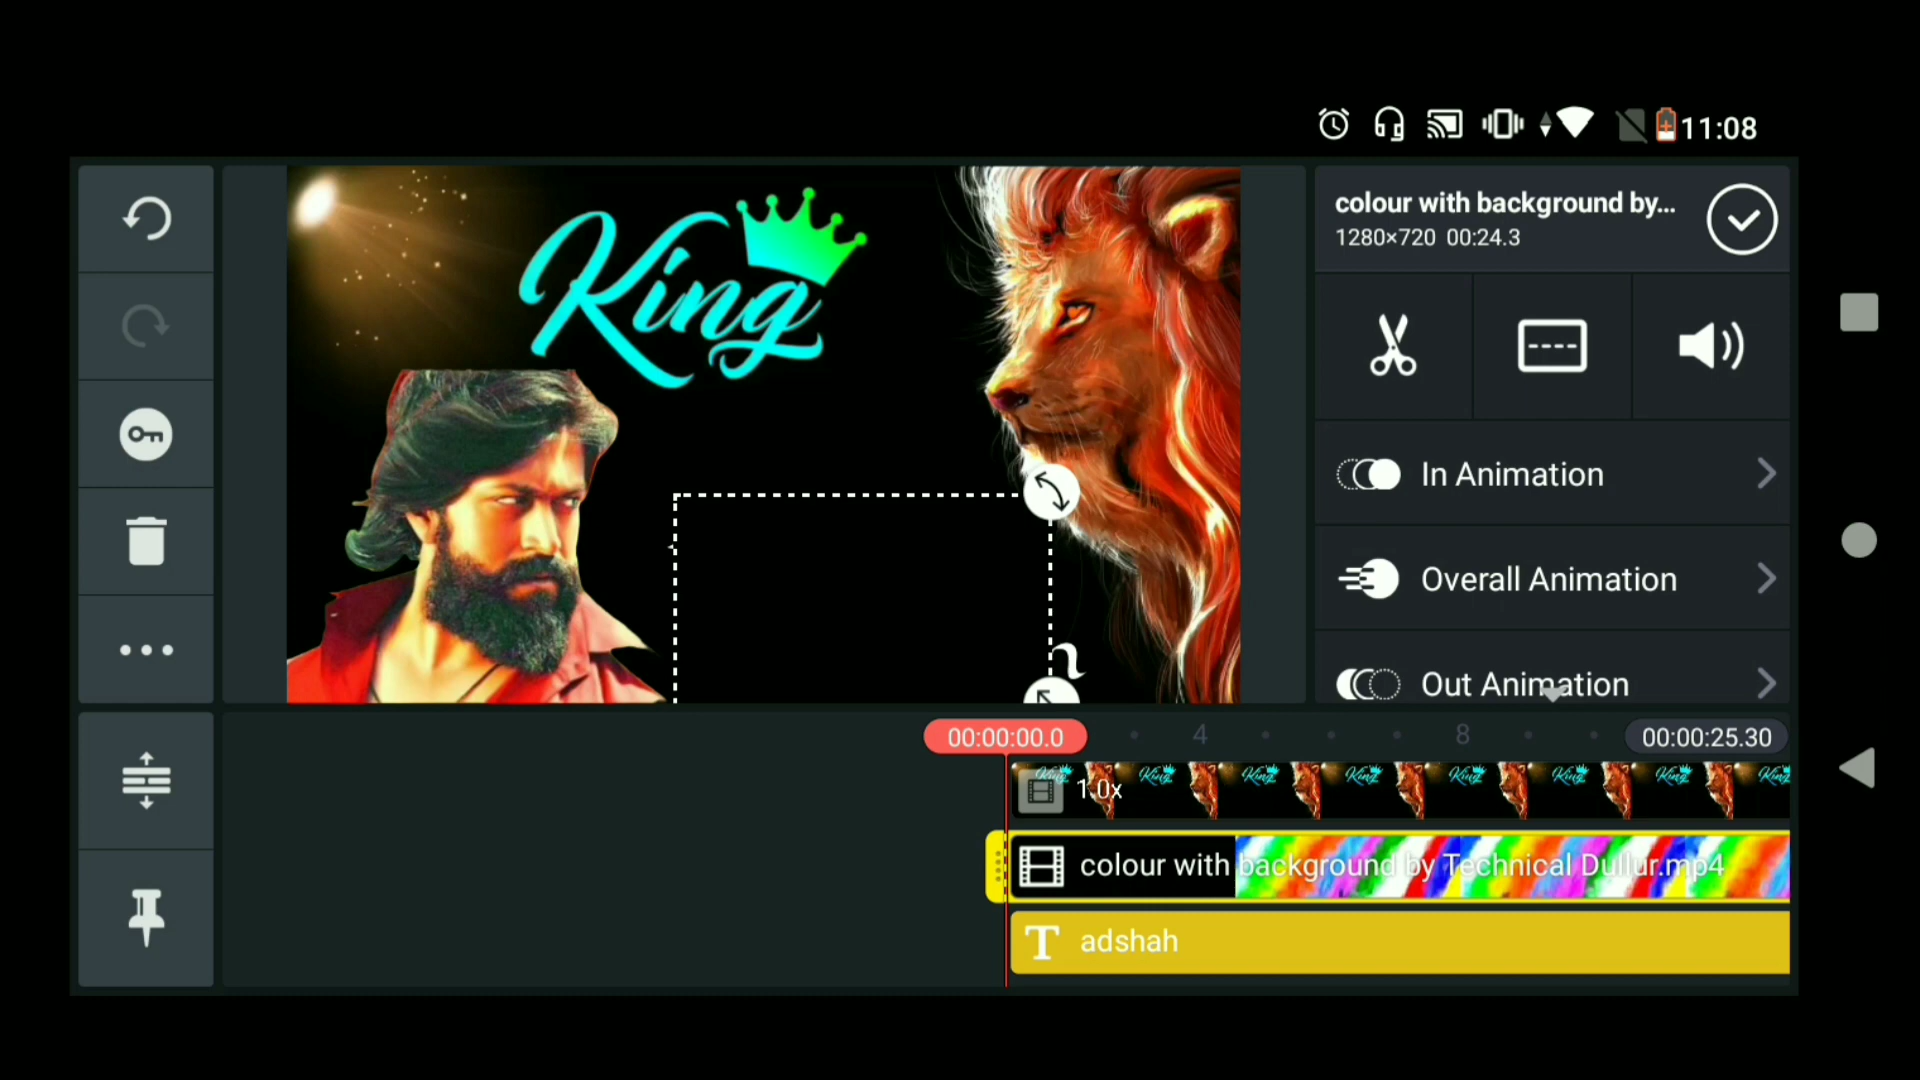 11:08
King
colour with background by...
1280×720 00:24.3
In Animation
Overall Animation
Out Animation
00:00:00.0
4
8
00:00:25.30
1.0x
colour with background by Technical Dullur.mp4
T adshah